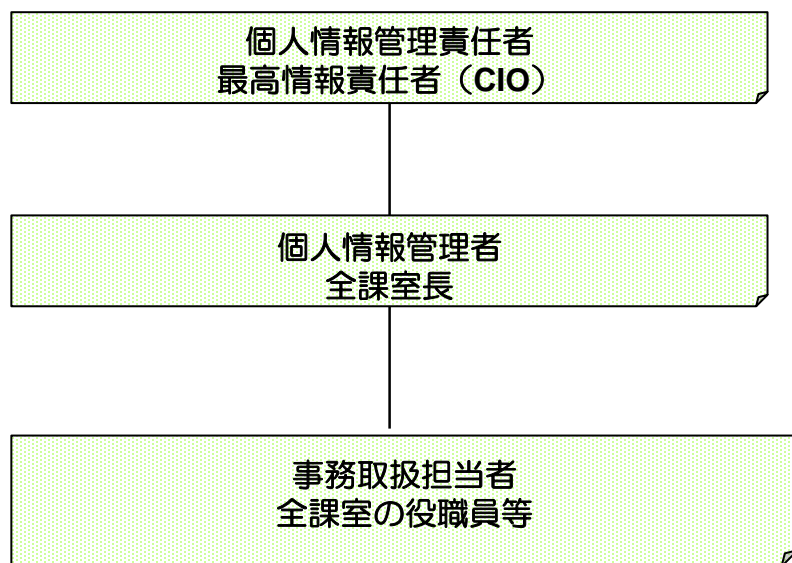 個人情報管理責任者
最高情報責任者（CIO）
個人情報管理者
全課室長
事務取扱担当者
全課室の役職員等